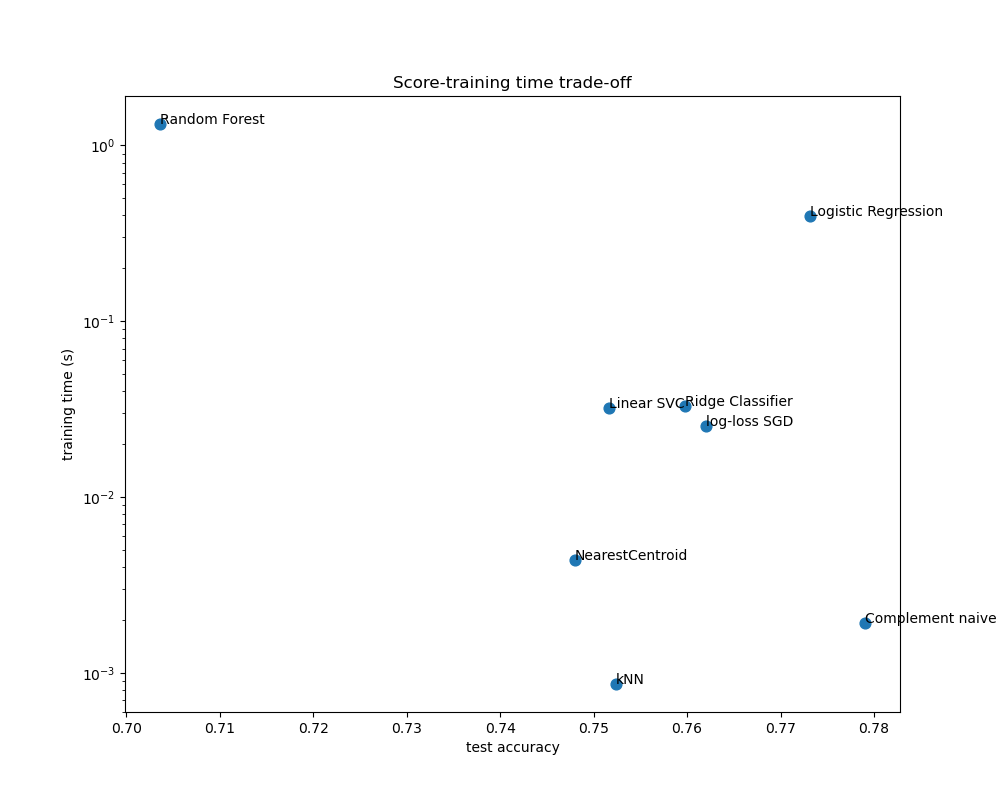 Score-training time trade-off
Random Forest
Logistic Regression
Linear SVC
Ridge Classifier
log-loss SGD
NearestCentroid
Complement naive
kNN
training time (s)
10⁰
10⁻¹
10⁻²
10⁻³
0.70 0.71 0.72 0.73 0.74 0.75 0.76 0.77 0.78
test accuracy